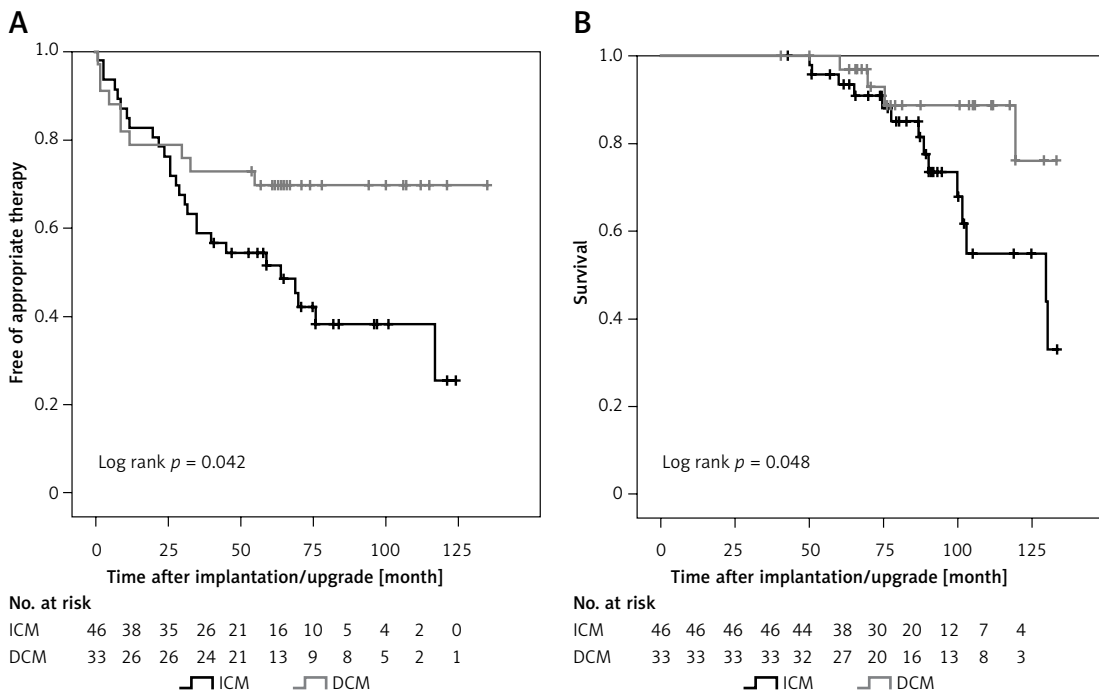 A
1.0
0.8
0.6
0.4
0.2
0
Free of appropriate therapy
Log rank p = 0.042
0 25 50 75 100 125
Time after implantation/upgrade [month]
No. at risk
ICM 46 38 35 26 21 16 10 5 4 2 0
DCM 33 26 26 24 21 13 9 8 5 2 1
ICM DCM
B
1.0
0.8
0.6
0.4
0.2
0
Survival
Log rank p = 0.048
0 25 50 75 100 125
Time after implantation/upgrade [month]
No. at risk
ICM 46 46 46 46 44 38 30 20 12 7 4
DCM 33 33 33 33 32 27 20 16 13 8 3
ICM DCM